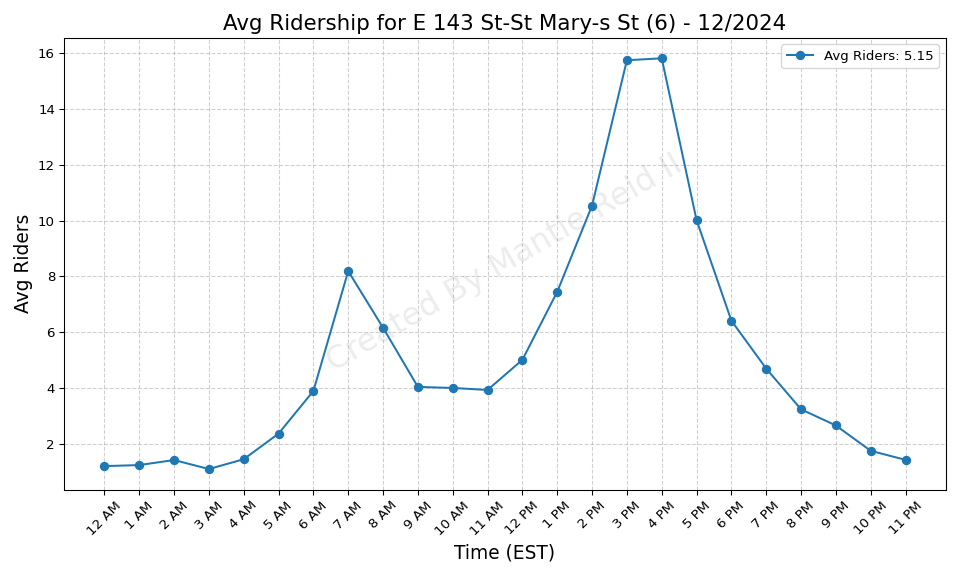 Avg Ridership for E 143 St-St Mary-s St (6) - 12/2024
Avg Riders: 5.15
16
14
12
10
8
6
4
2
Avg Riders
Created By Mantle Reid II
12 AM
1 AM
2 AM
3 AM
4 AM
5 AM
6 AM
7 AM
8 AM
9 AM
10 AM
11 AM
12 PM
1 PM
2 PM
3 PM
4 PM
5 PM
6 PM
7 PM
8 PM
9 PM
10 PM
11 PM
Time (EST)